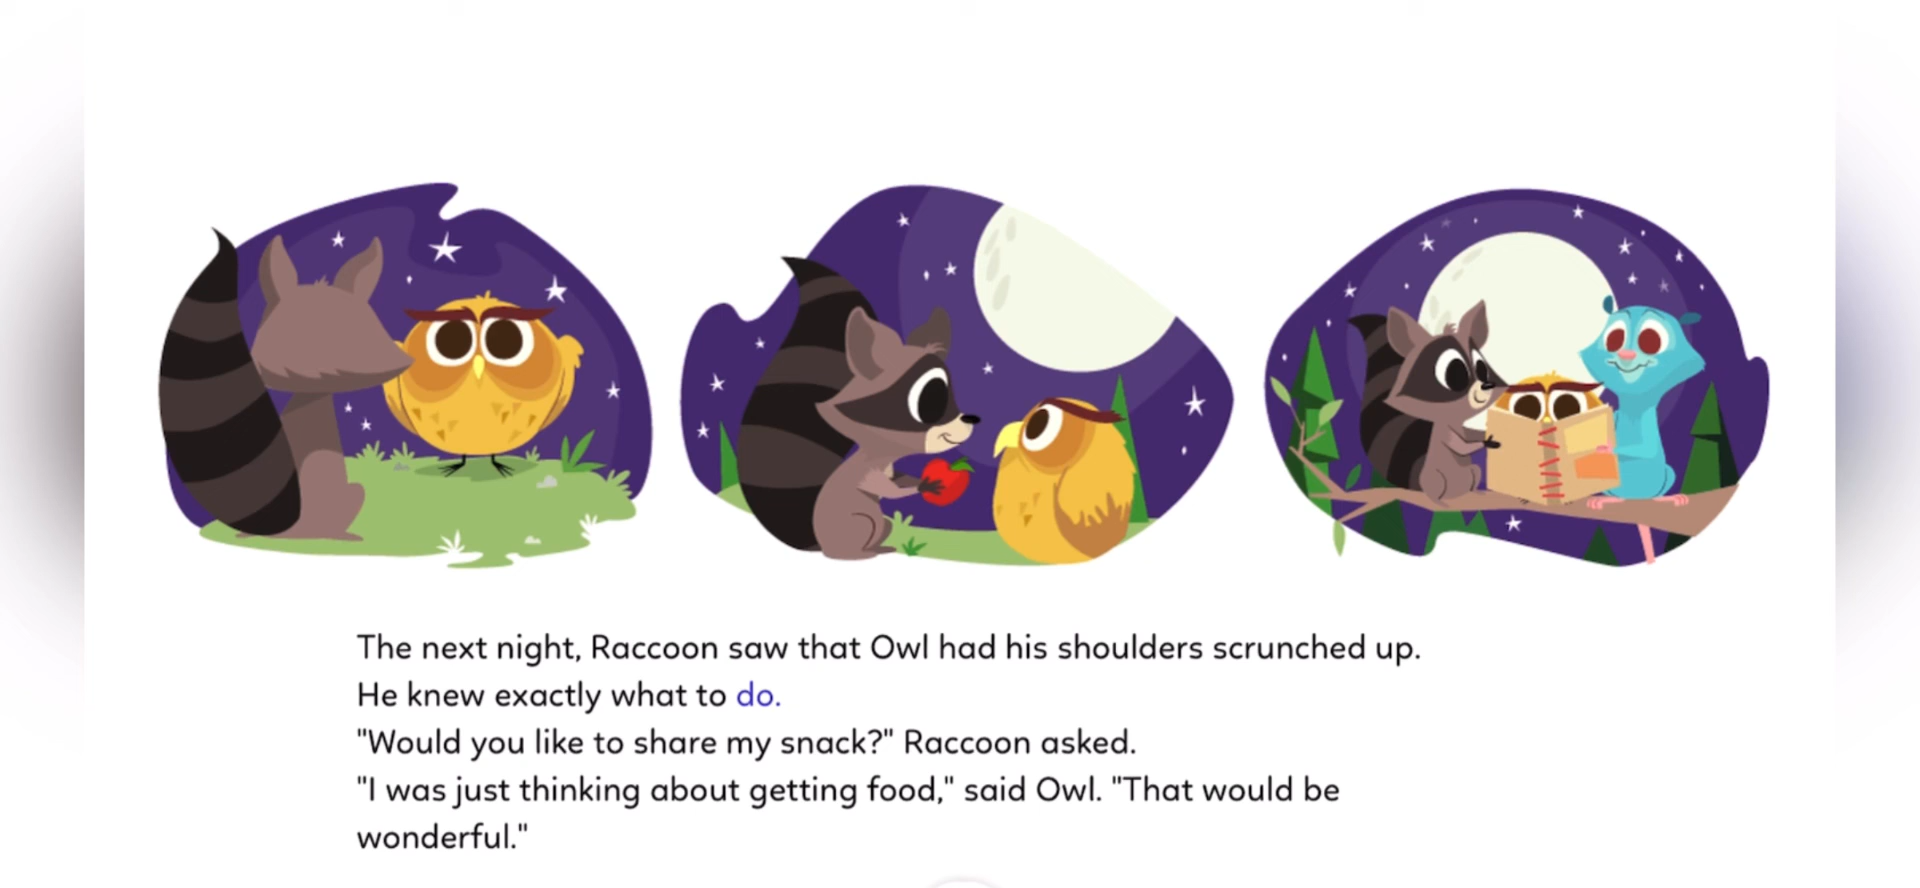 The next night, Raccoon saw that Owl had his shoulders scrunched up.
He knew exactly what to do.
"Would you like to share my snack?" Raccoon asked.
"I was just thinking about getting food," said Owl. "That would be
wonderful."